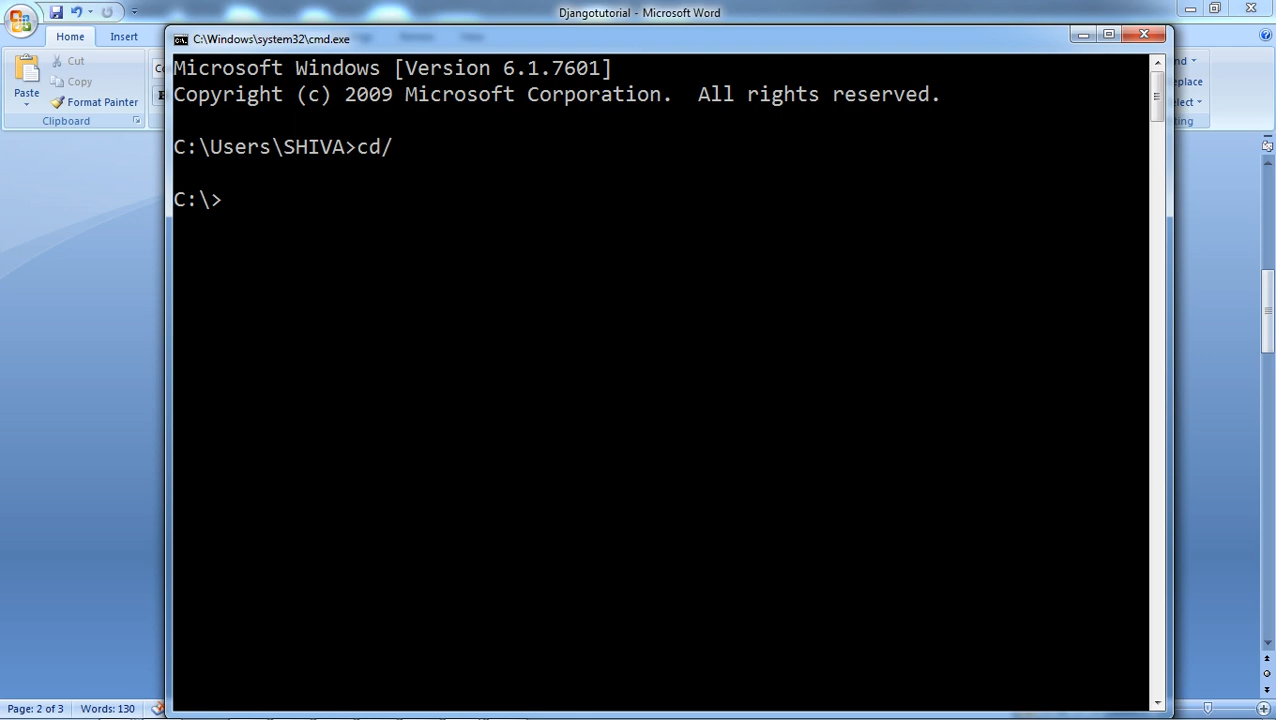 Djangotutorial - Microsoft Word
Home Insert
C:\Windows\system32\cmd.exe
Cut
Copy
Paste
Format Painter
Clipboard
Microsoft Windows [Version 6.1.7601]
Copyright (c) 2009 Microsoft Corporation.  All rights reserved.
C:\Users\SHIVA>cd/
C:\>
Page: 2 of 3 Words: 130